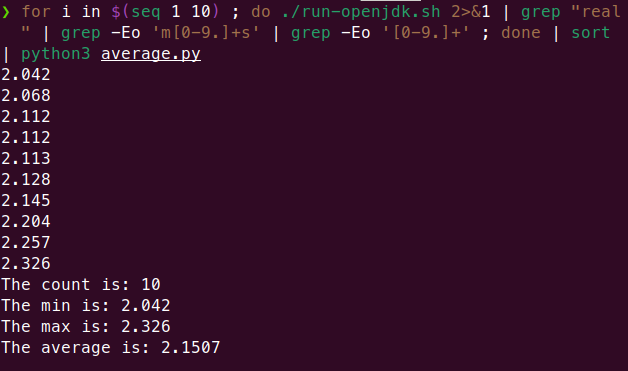 ❯ for i in $(seq 1 10) ; do ./run-openjdk.sh 2>&1 | grep "real
" | grep -Eo 'm[0-9.]+s' | grep -Eo '[0-9.]+' ; done | sort
| python3 average.py
2.042
2.068
2.112
2.112
2.113
2.128
2.145
2.204
2.257
2.326
The count is: 10
The min is: 2.042
The max is: 2.326
The average is: 2.1507